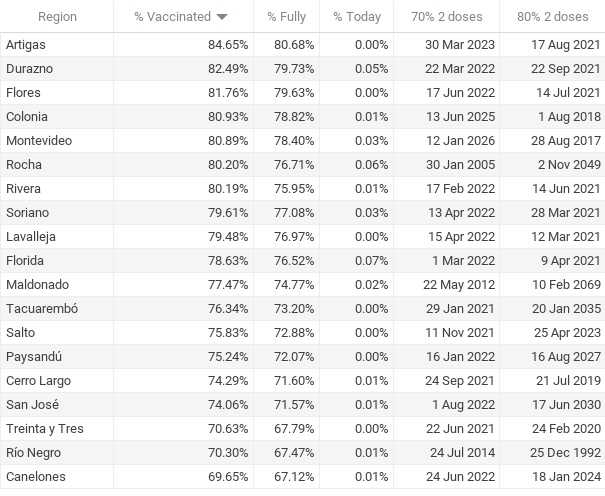 Region % Vaccinated % Fully % Today 70% 2 doses 80% 2 doses
Artigas 84.65% 80.68% 0.00% 30 Mar 2023 17 Aug 2021
Durazno 82.49% 79.73% 0.05% 22 Mar 2022 22 Sep 2021
Flores 81.76% 79.63% 0.00% 17 Jun 2022 14 Jul 2021
Colonia 80.93% 78.82% 0.01% 13 Jun 2025 1 Aug 2018
Montevideo 80.89% 78.40% 0.03% 12 Jan 2026 28 Aug 2017
Rocha 80.20% 76.71% 0.06% 30 Jan 2005 2 Nov 2049
Rivera 80.19% 75.95% 0.01% 17 Feb 2022 14 Jun 2021
Soriano 79.61% 77.08% 0.03% 13 Apr 2022 28 Mar 2021
Lavalleja 79.48% 76.97% 0.00% 15 Apr 2022 12 Mar 2021
Florida 78.63% 76.52% 0.07% 1 Mar 2022 9 Apr 2021
Maldonado 77.47% 74.77% 0.02% 22 May 2012 10 Feb 2069
Tacuarembó 76.34% 73.20% 0.00% 29 Jan 2021 20 Jan 2035
Salto 75.83% 72.88% 0.00% 11 Nov 2021 25 Apr 2023
Paysandú 75.24% 72.07% 0.00% 16 Jan 2022 16 Aug 2027
Cerro Largo 74.29% 71.60% 0.01% 24 Sep 2021 21 Jul 2019
San José 74.06% 71.57% 0.01% 1 Aug 2022 17 Jun 2030
Treinta y Tres 70.63% 67.79% 0.00% 22 Jun 2021 24 Feb 2020
Río Negro 70.30% 67.47% 0.01% 24 Jul 2014 25 Dec 1992
Canelones 69.65% 67.12% 0.01% 24 Jun 2022 18 Jan 2024